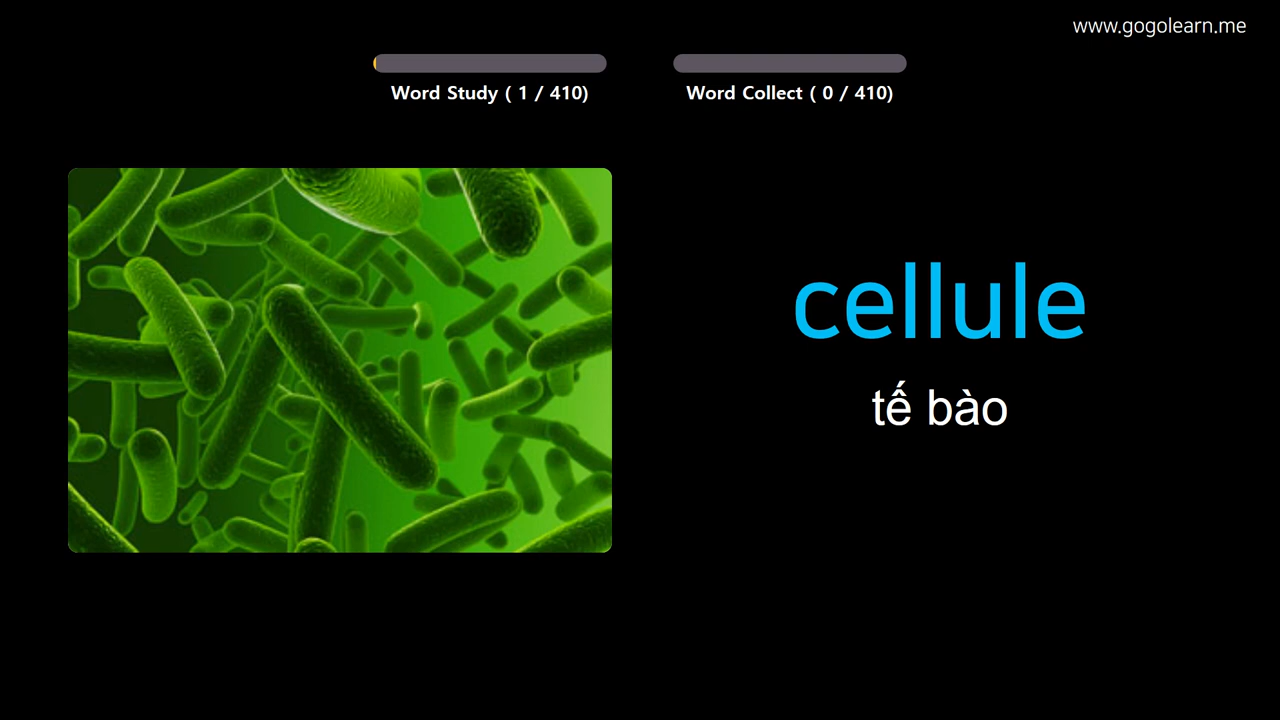 www.gogolearn.me
Word Study ( 1 / 410)
Word Collect ( 0 / 410)
cellule
tế bào